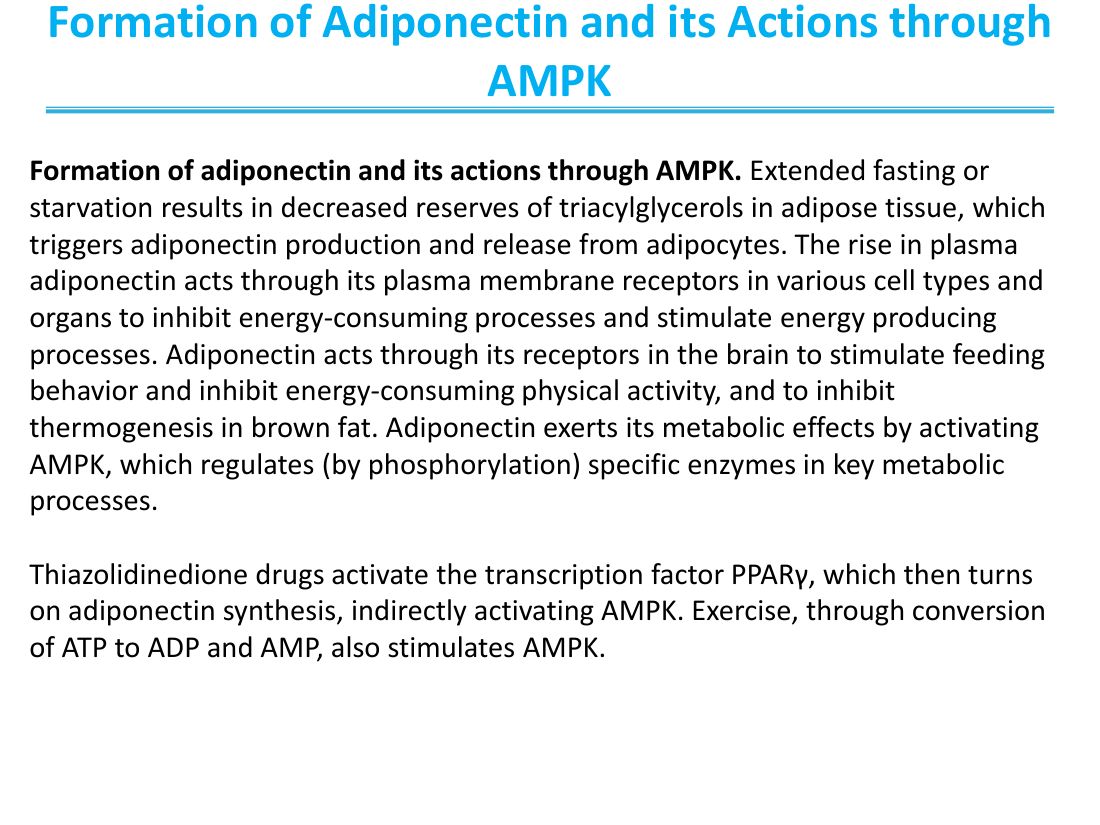 Formation of Adiponectin and its Actions through
AMPK
Formation of adiponectin and its actions through AMPK. Extended fasting or
starvation results in decreased reserves of triacylglycerols in adipose tissue, which
triggers adiponectin production and release from adipocytes. The rise in plasma
adiponectin acts through its plasma membrane receptors in various cell types and
organs to inhibit energy-consuming processes and stimulate energy producing
processes. Adiponectin acts through its receptors in the brain to stimulate feeding
behavior and inhibit energy-consuming physical activity, and to inhibit
thermogenesis in brown fat. Adiponectin exerts its metabolic effects by activating
AMPK, which regulates (by phosphorylation) specific enzymes in key metabolic
processes.
Thiazolidinedione drugs activate the transcription factor PPARγ, which then turns
on adiponectin synthesis, indirectly activating AMPK. Exercise, through conversion
of ATP to ADP and AMP, also stimulates AMPK.